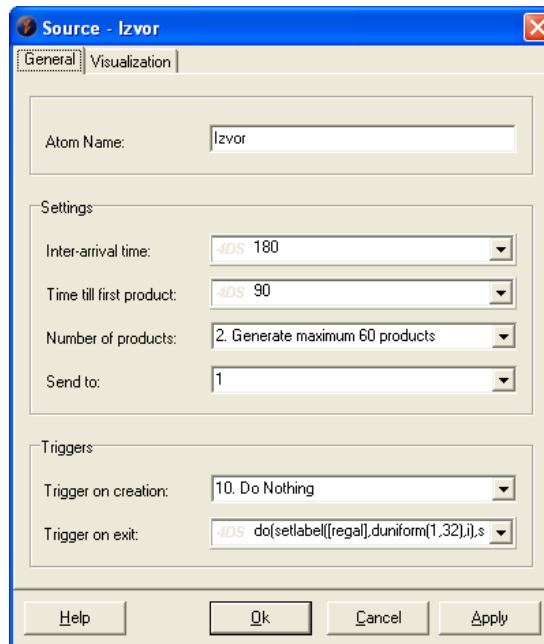 Source - Izvor
General Visualization
Atom Name: Izvor
Settings
Inter-arrival time: 4DS 180
Time till first product: 4DS 90
Number of products: 2. Generate maximum 60 products
Send to: 1
Triggers
Trigger on creation: 10. Do Nothing
Trigger on exit: 4DS do(setlabel([regal],duniform(1,32),i),s
Help Ok Cancel Apply